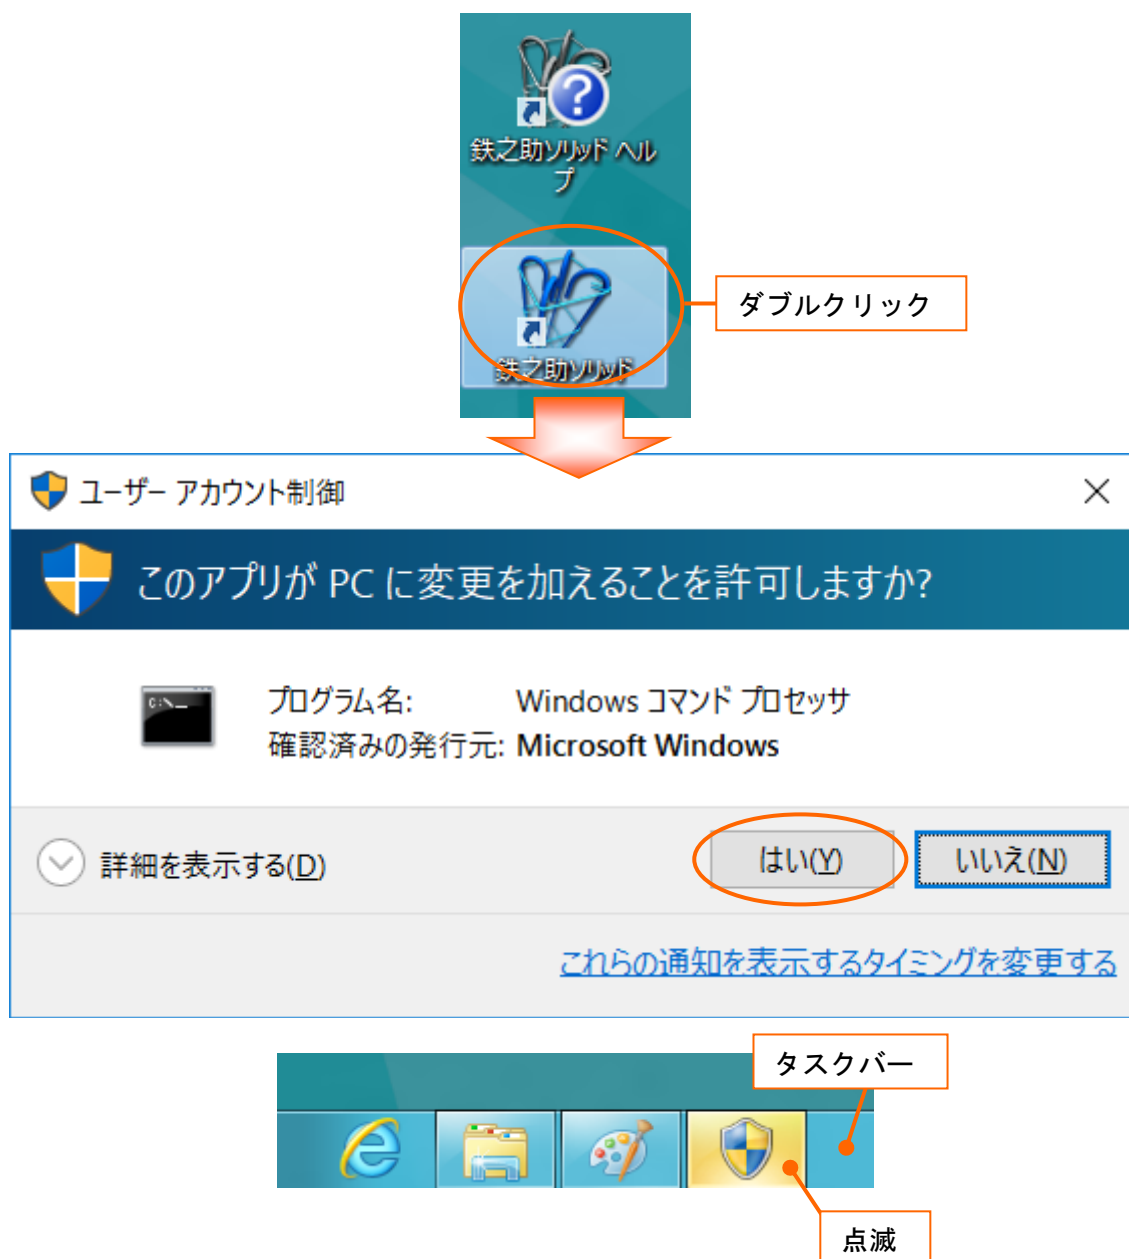 鉄之助ソリッド ヘル
プ
鉄之助ソリッド
ダブルクリック
ユーザー アカウント制御
このアプリが PC に変更を加えることを許可しますか?
C:\_
プログラム名: Windows コマンド プロセッサ
確認済みの発行元: Microsoft Windows
詳細を表示する(D)
はい(Y)
いいえ(N)
これらの通知を表示するタイミングを変更する
タスクバー
点滅